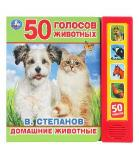 50 ГОЛОСОВ
ЖИВОТНЫХ
В. СТЕПАНОВ
ДОМАШНИЕ ЖИВОТНЫЕ
50